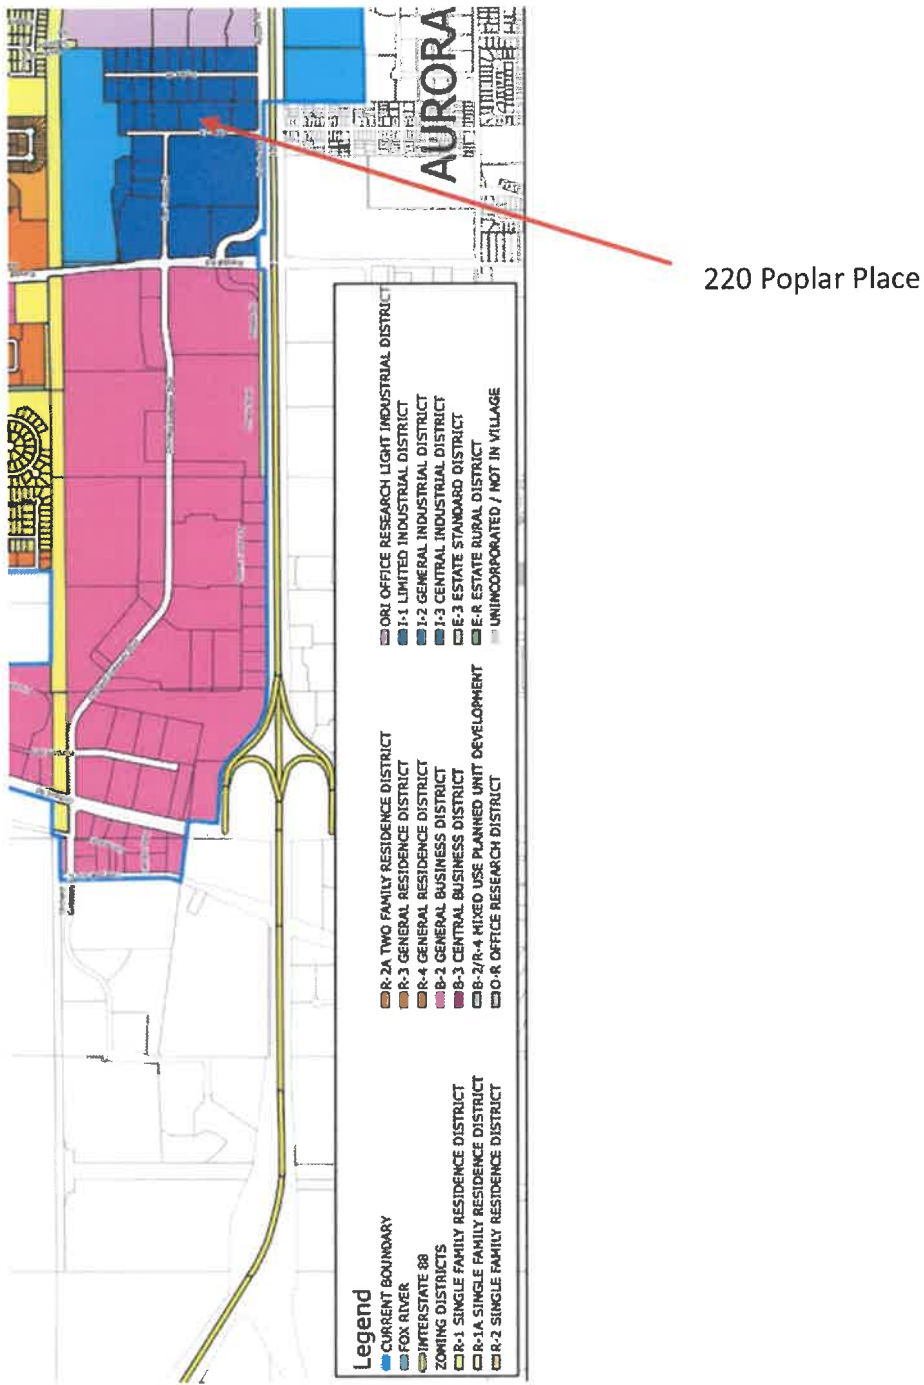 AURORA
220 Poplar Place
Legend
CURRENT BOUNDARY
FOX RIVER
INTERSTATE 88
ZONING DISTRICTS
R-1 SINGLE FAMILY RESIDENCE DISTRICT
R-1A SINGLE FAMILY RESIDENCE DISTRICT
R-2 SINGLE FAMILY RESIDENCE DISTRICT
R-2A TWO FAMILY RESIDENCE DISTRICT
R-3 GENERAL RESIDENCE DISTRICT
R-4 GENERAL RESIDENCE DISTRICT
B-2 GENERAL BUSINESS DISTRICT
B-3 CENTRAL BUSINESS DISTRICT
B-2/R-4 MIXED USE PLANNED UNIT DEVELOPMENT
O-R OFFICE RESEARCH DISTRICT
ORI OFFICE RESEARCH LIGHT INDUSTRIAL DISTRICT
I-1 LIMITED INDUSTRIAL DISTRICT
I-2 GENERAL INDUSTRIAL DISTRICT
I-3 CENTRAL INDUSTRIAL DISTRICT
E-3 ESTATE STANDARD DISTRICT
E-R ESTATE RURAL DISTRICT
UNINCORPORATED / NOT IN VILLAGE